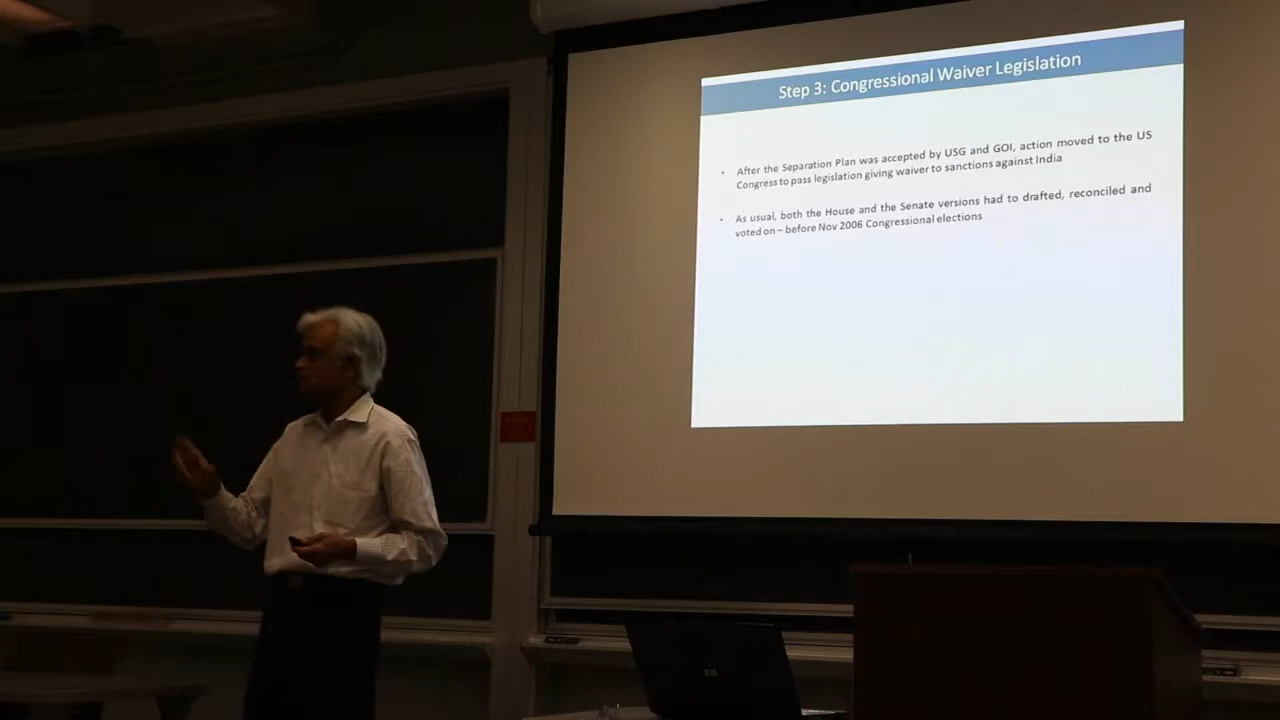 Step 3: Congressional Waiver Legislation
• After the Separation Plan was accepted by USG and GOI, action moved to the US
Congress to pass legislation giving waiver to sanctions against India
• As usual, both the House and the Senate versions had to drafted, reconciled and
voted on – before Nov 2006 Congressional elections
hp